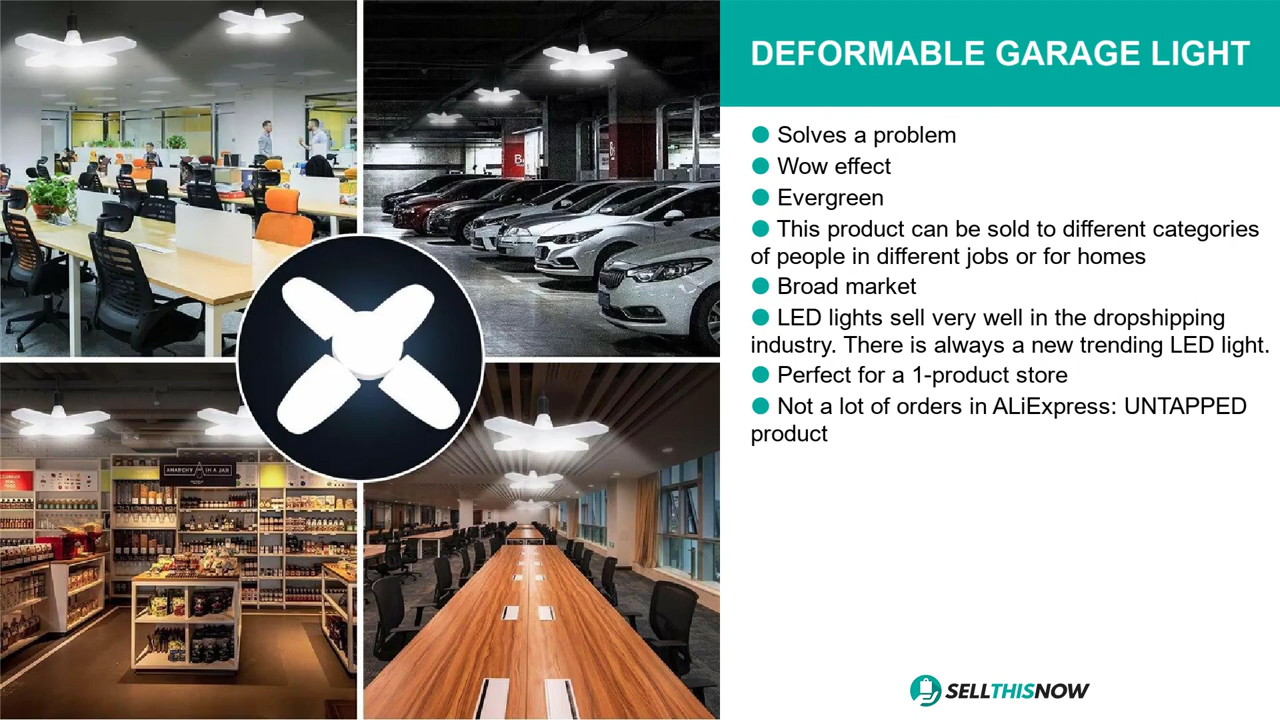 DEFORMABLE GARAGE LIGHT
● Solves a problem
● Wow effect
● Evergreen
● This product can be sold to different categories
of people in different jobs or for homes
● Broad market
● LED lights sell very well in the dropshipping
industry. There is always a new trending LED light.
● Perfect for a 1-product store
● Not a lot of orders in ALiExpress: UNTAPPED
product
ANARCHY IN A JAR
SELLTHISNOW